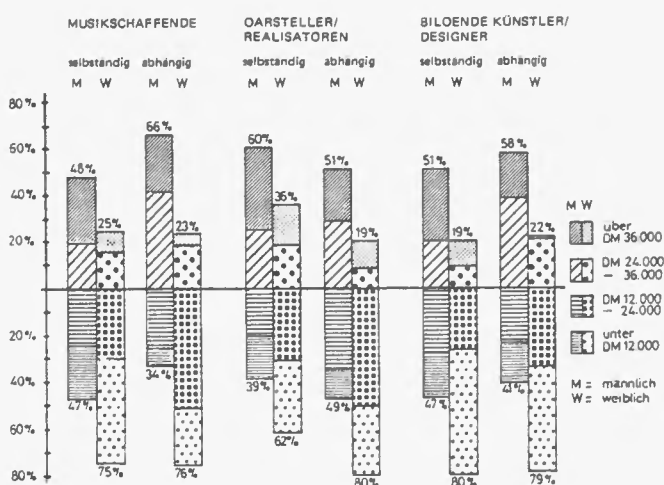 MUSIKSCHAFFENDE
OARSTELLER/
REALISATOREN
BILOENDE KÜNSTLER/
DESIGNER
selbständig abhängig selbständig abhängig selbständig abhängig
M W M W M W M W M W M W
80%
60%
40%
20%
20%
40%
60%
80%
48%
25%
66%
23%
60%
36%
51%
19%
51%
19%
58%
22%
47%
75%
34%
76%
39%
62%
49%
80%
47%
80%
41%
79%
M W
über
DM 36.000
DM 24.000
– 36.000
DM 12.000
– 24.000
unter
DM 12.000
M = männlich
W = weiblich